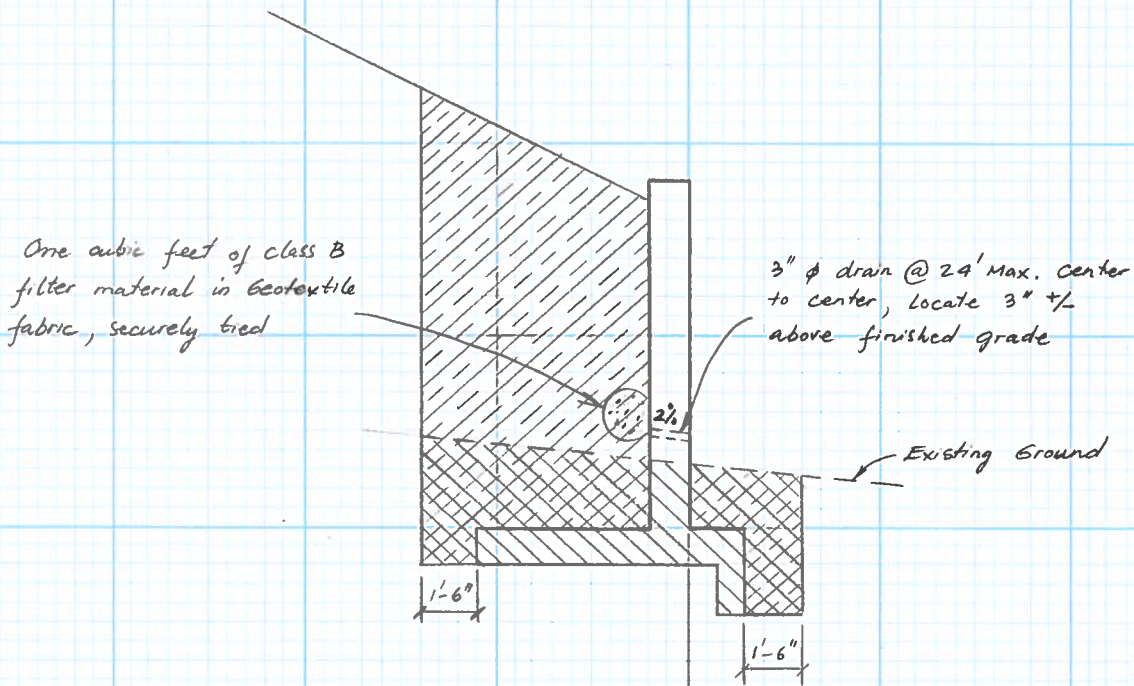 One cubic feet of class B
filter material in Geotextile
fabric, securely tied
3" ϕ drain @ 24' Max. Center
to center, Locate 3" +/-
above finished grade
2%
Existing Ground
1'-6"
1'-6"